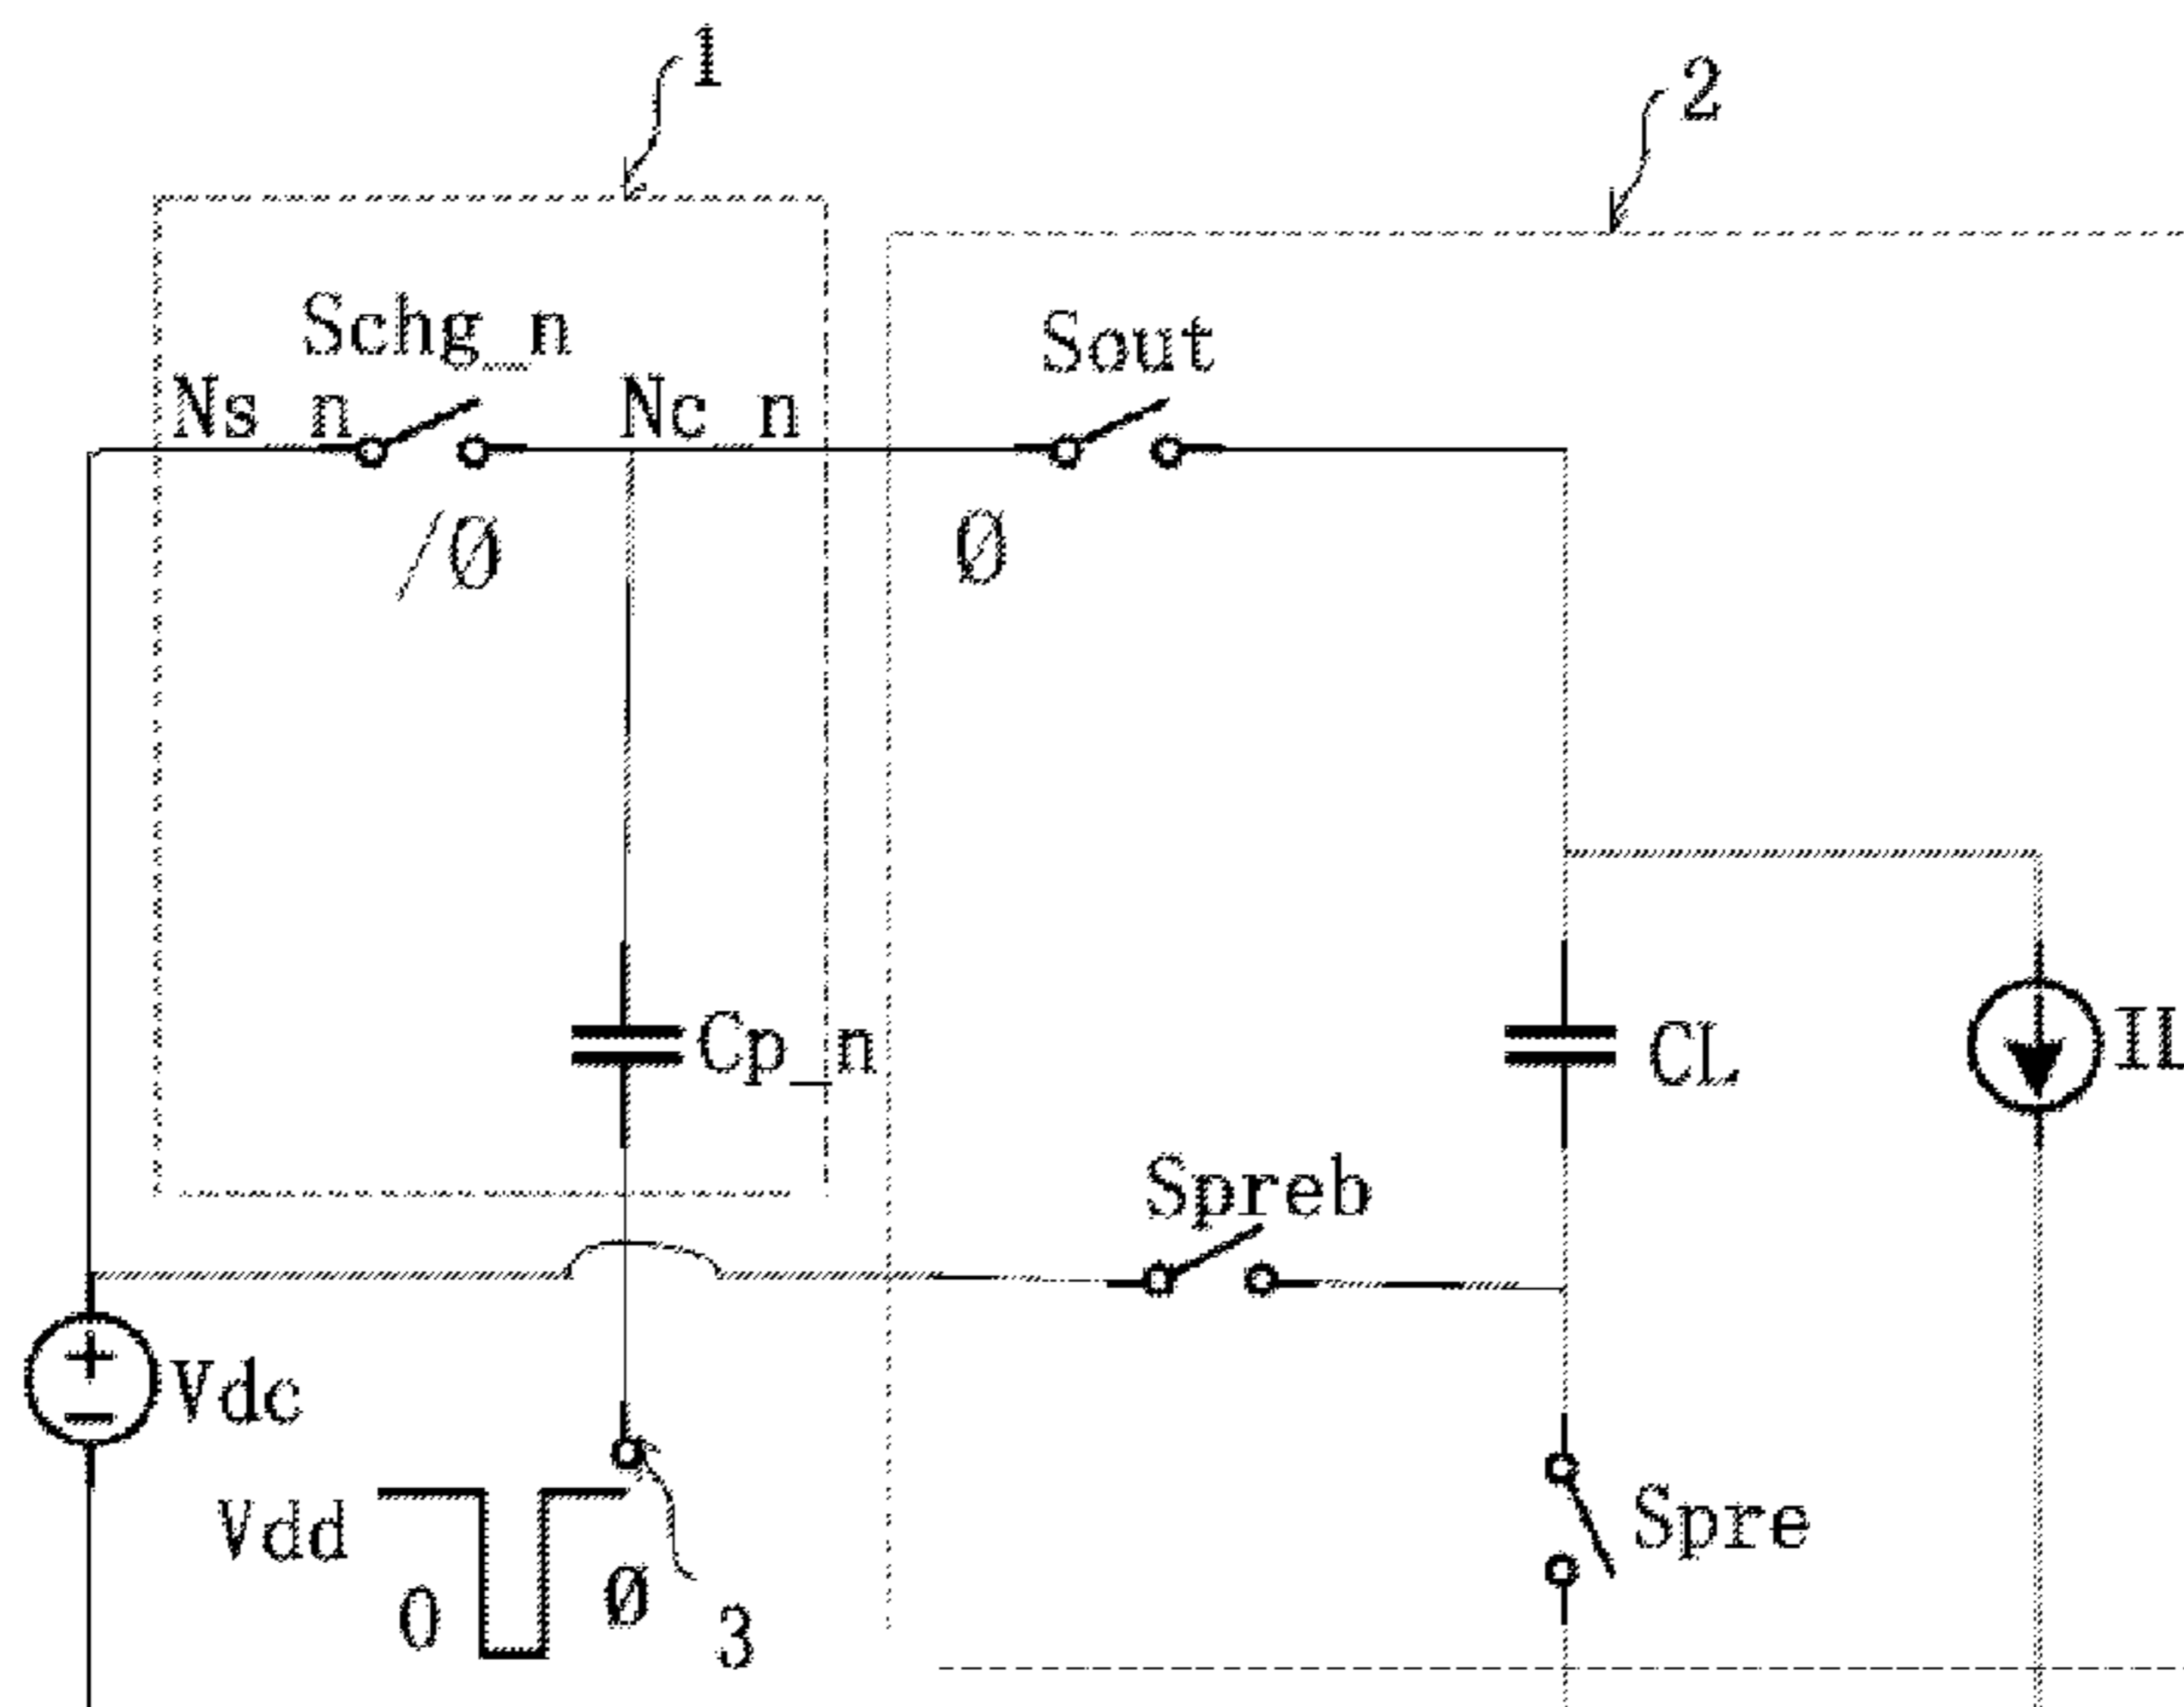 1
2
Schg_n
Sout
Ns_n
Nc_n
/Ø
Ø
Cp_n
CL
IL
Spreb
+
−
Vdc
Vdd
Spre
0
Ø
3